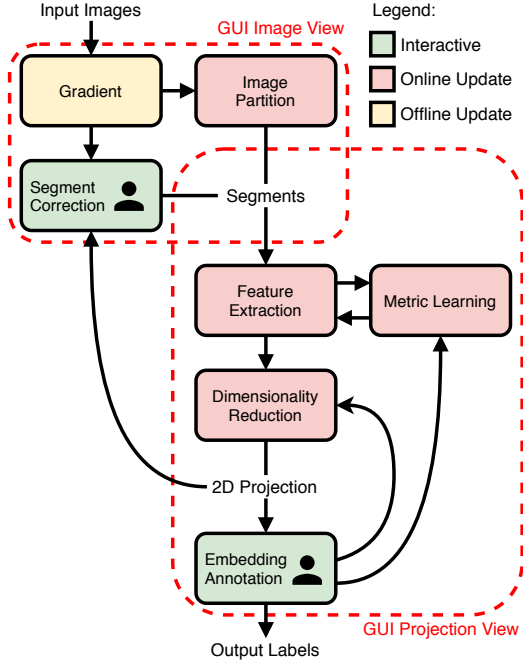 Input Images
Legend:
GUI Image View
Interactive
Online Update
Offline Update
Gradient
Image
Partition
Segment
Correction
Segments
Feature
Extraction
Metric Learning
Dimensionality
Reduction
2D Projection
Embedding
Annotation
GUI Projection View
Output Labels